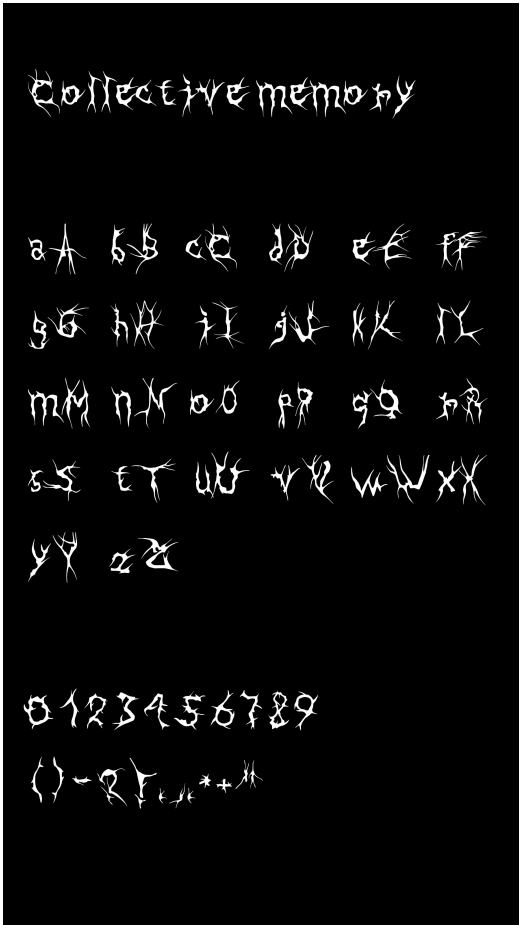 Collective memory
aA bB cC dD eE fF
gG hH iI jJ kK lL
mM nN oO pP qQ rR
sS tT uU vV wW xX
yY zZ
0123456789
()-?!.,:*+"